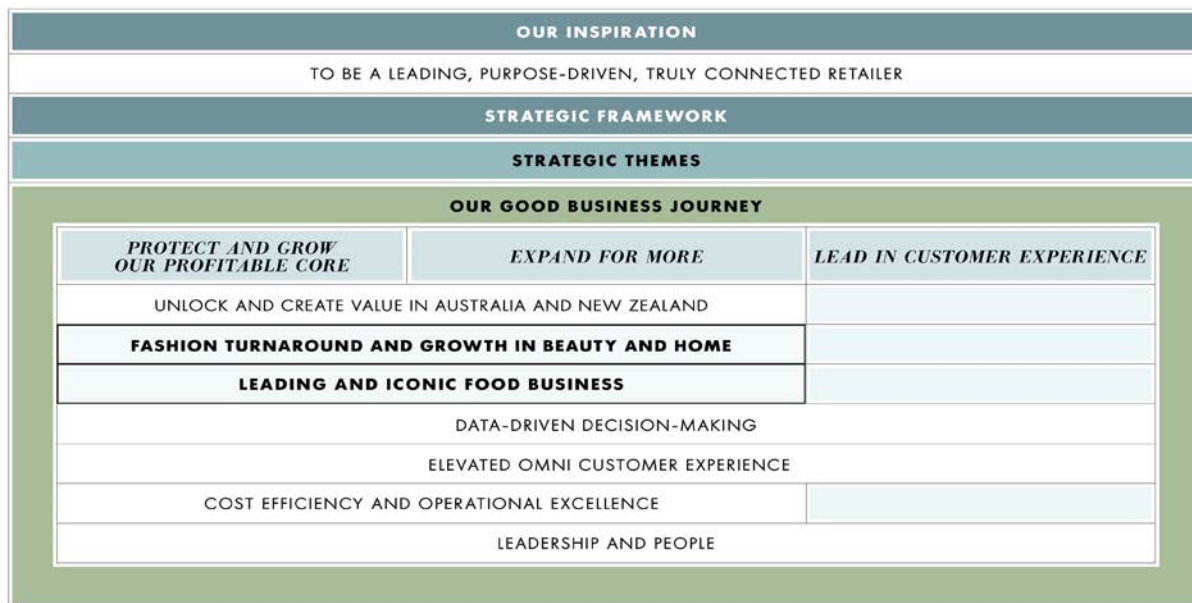 OUR INSPIRATION
TO BE A LEADING, PURPOSE-DRIVEN, TRULY CONNECTED RETAILER
STRATEGIC FRAMEWORK
STRATEGIC THEMES
OUR GOOD BUSINESS JOURNEY
PROTECT AND GROW
OUR PROFITABLE CORE
EXPAND FOR MORE
LEAD IN CUSTOMER EXPERIENCE
UNLOCK AND CREATE VALUE IN AUSTRALIA AND NEW ZEALAND
FASHION TURNAROUND AND GROWTH IN BEAUTY AND HOME
LEADING AND ICONIC FOOD BUSINESS
DATA-DRIVEN DECISION-MAKING
ELEVATED OMNI CUSTOMER EXPERIENCE
COST EFFICIENCY AND OPERATIONAL EXCELLENCE
LEADERSHIP AND PEOPLE